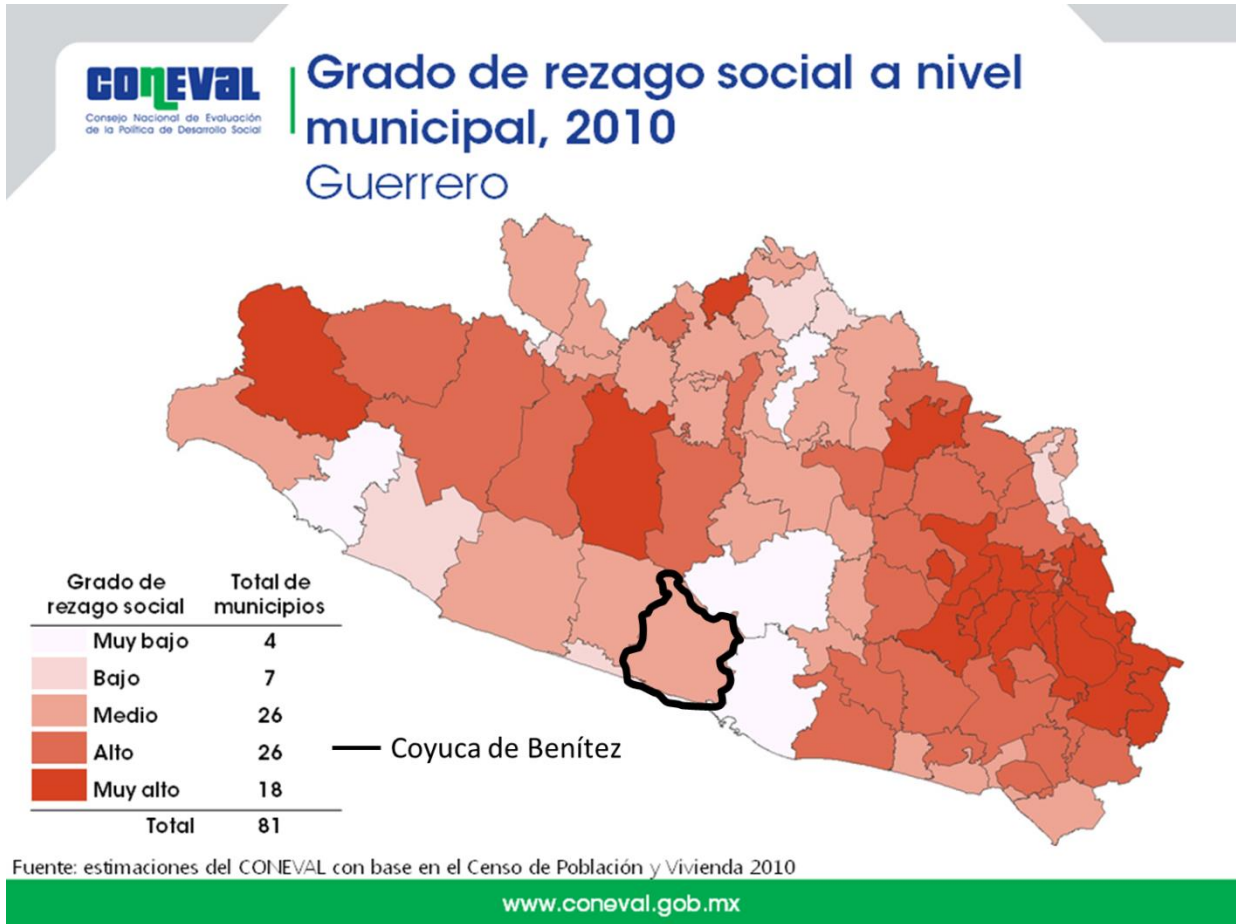 CONEVAL
Consejo Nacional de Evaluación
de la Política de Desarrollo Social
Grado de rezago social a nivel
municipal, 2010
Guerrero
Grado de rezago social Total de municipios
Muy bajo 4
Bajo 7
Medio 26
Alto 26
Muy alto 18
Total 81
Coyuca de Benítez
Fuente: estimaciones del CONEVAL con base en el Censo de Población y Vivienda 2010
www.coneval.gob.mx